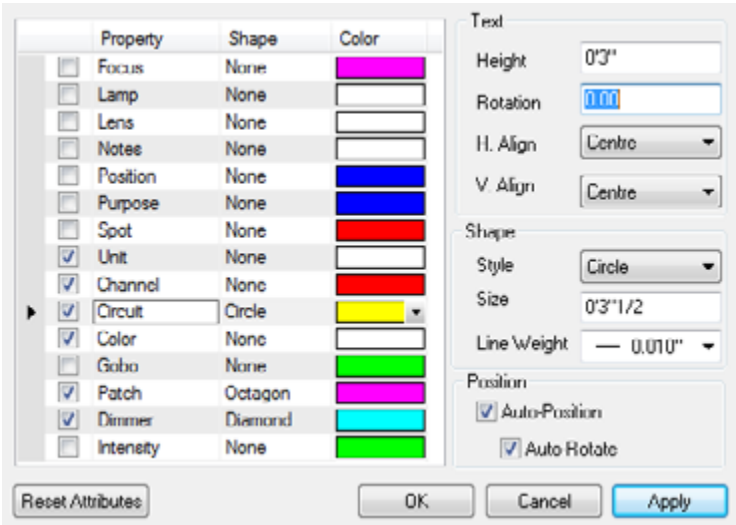 Property Shape Color
Focus None
Lamp None
Lens None
Notes None
Position None
Purpose None
Spot None
Unit None
Channel None
Circuit Circle
Color None
Gobo None
Patch Octagon
Dimmer Diamond
Intensity None
Text
Height 0'3"
Rotation 0.00
H. Align Centre
V. Align Centre
Shape
Style Circle
Size 0'3"1/2
Line Weight 0.010"
Position
Auto-Position
Auto Rotate
Reset Attributes OK Cancel Apply